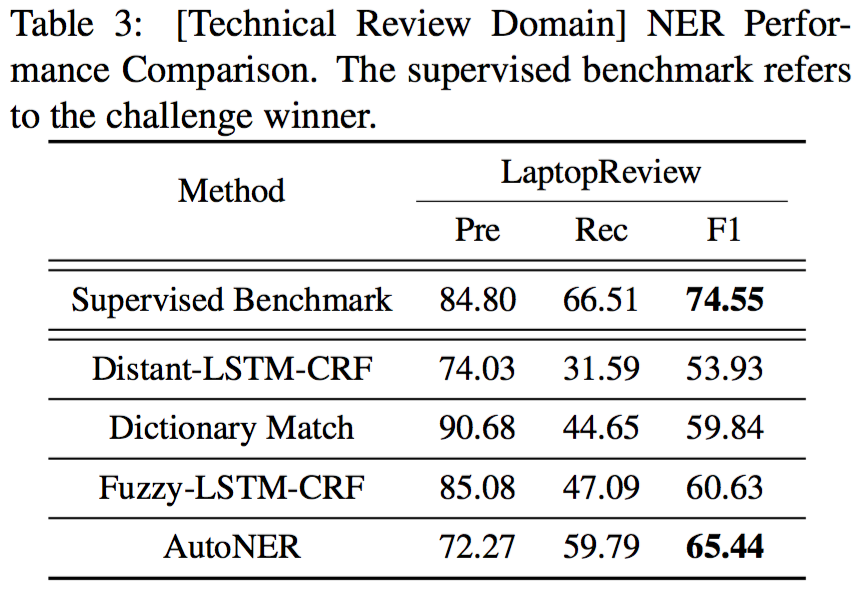 Table 3: [Technical Review Domain] NER Perfor-
mance Comparison. The supervised benchmark refers
to the challenge winner.
Method LaptopReview
Pre Rec F1
Supervised Benchmark 84.80 66.51 74.55
Distant-LSTM-CRF 74.03 31.59 53.93
Dictionary Match 90.68 44.65 59.84
Fuzzy-LSTM-CRF 85.08 47.09 60.63
AutoNER 72.27 59.79 65.44